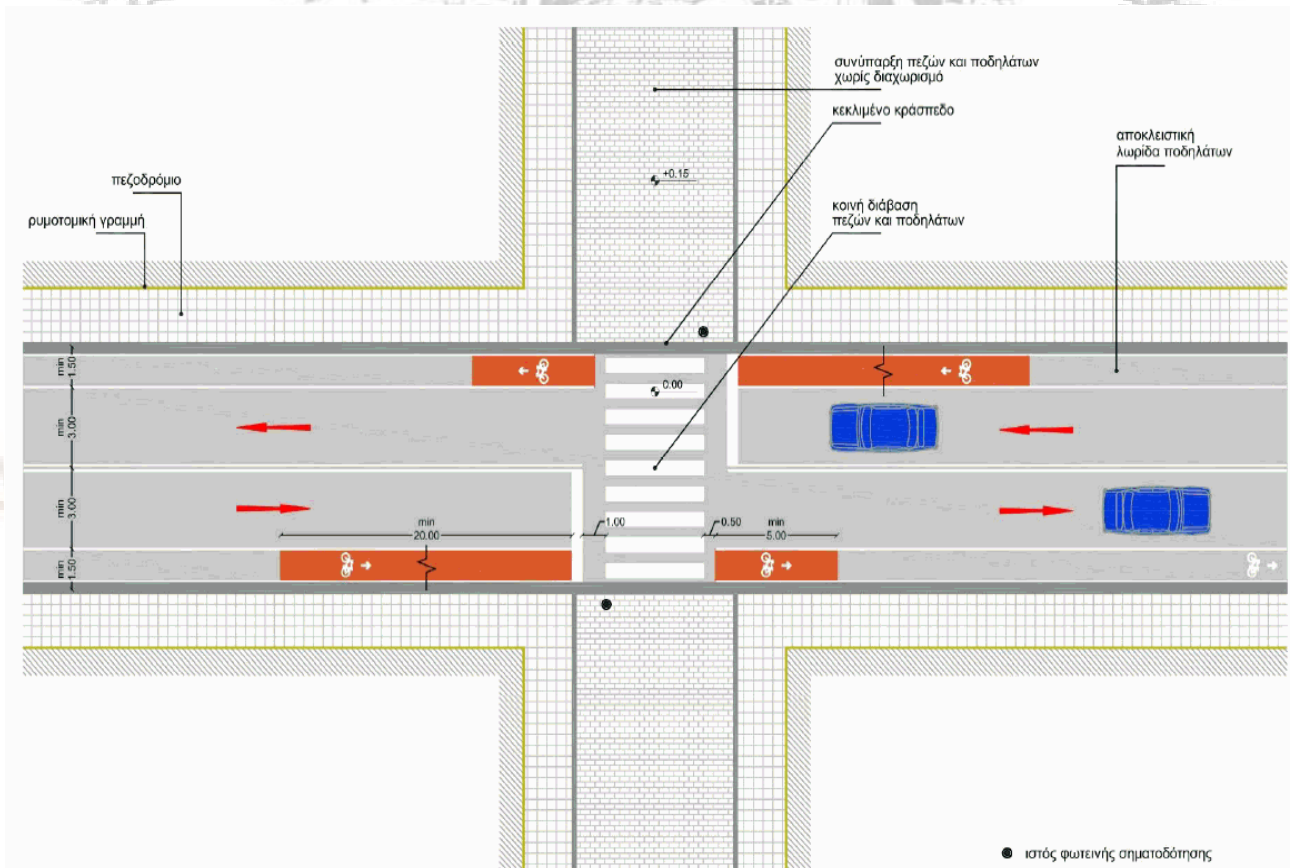 συνύπαρξη πεζών και ποδηλάτων
χωρίς διαχωρισμό
κεκλιμένο κράσπεδο
αποκλειστική
λωρίδα ποδηλάτων
πεζοδρόμιο
+0.15
κοινή διάβαση
πεζών και ποδηλάτων
ρυμοτομική γραμμή
min
1.50
0.00
min
3.00
min
3.00
min
20.00
1.00
0.50
min
5.00
min
1.50
ιστός φωτεινής σηματοδότησης